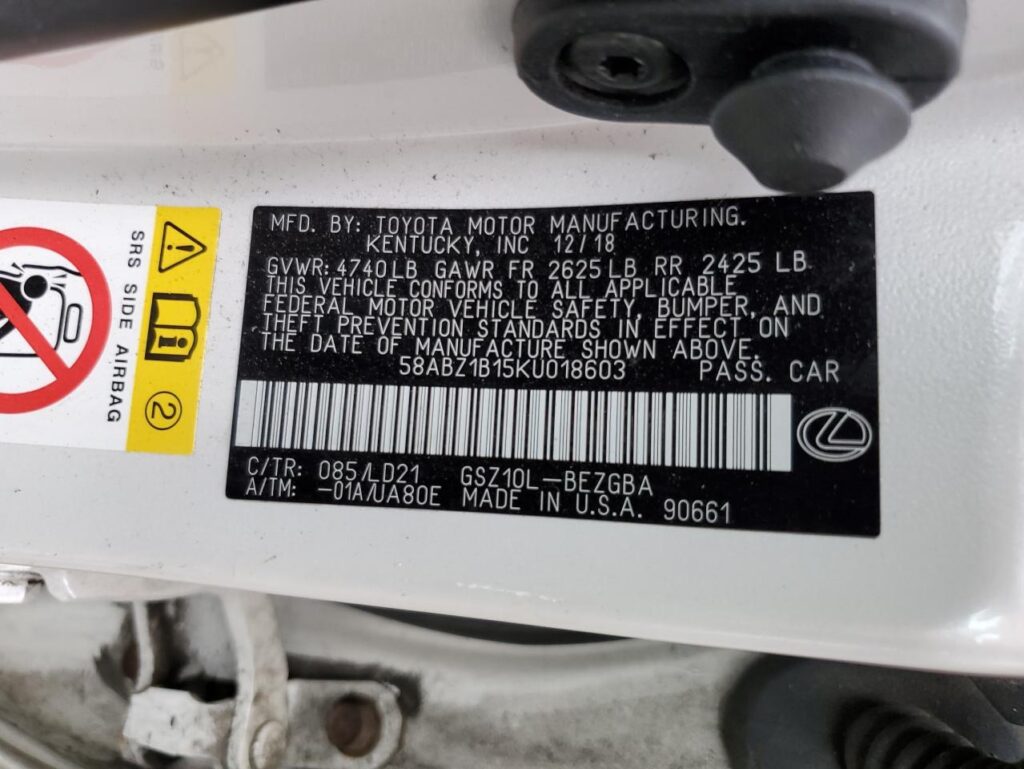 MFD. BY: TOYOTA MOTOR MANUFACTURING.
KENTUCKY, INC 12/18
GVWR: 4740LB GAWR FR 2625LB RR 2425 LB
THIS VEHICLE CONFORMS TO ALL APPLICABLE
FEDERAL MOTOR VEHICLE SAFETY, BUMPER, AND
THEFT PREVENTION STANDARDS IN EFFECT ON
THE DATE OF MANUFACTURE SHOWN ABOVE.
58ABZ1B15KU018603 PASS. CAR
C/TR: 085/LD21 GSZ10L-BEZGBA
A/TM: -01A/UA80E MADE IN U.S.A. 90661
SRS SIDE AIRBAG
②